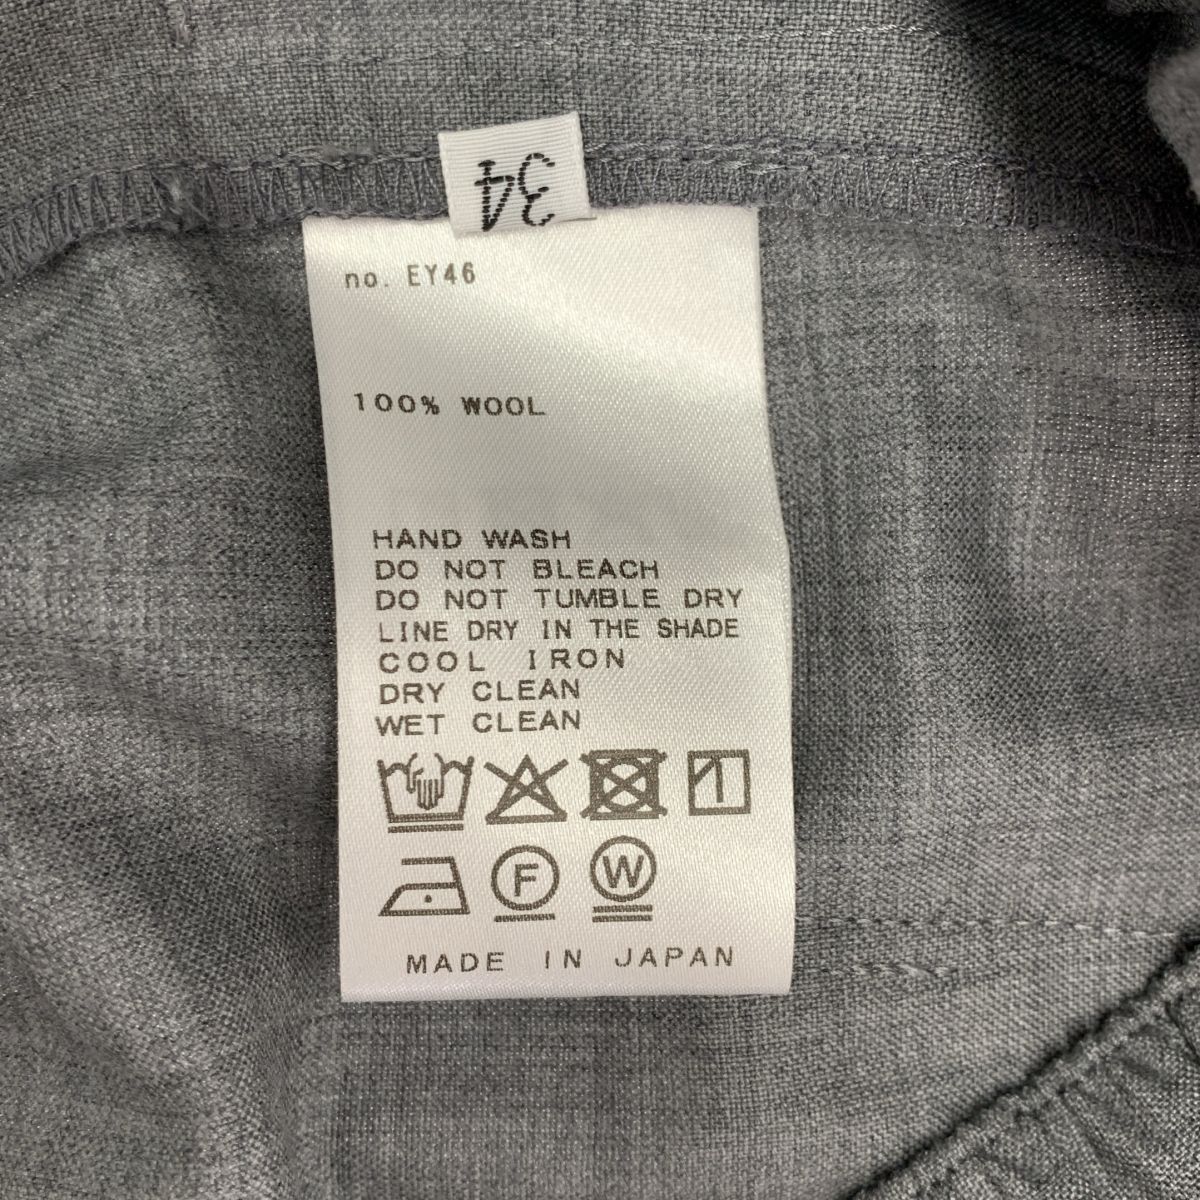 34
no. EY46
100% WOOL
HAND WASH
DO NOT BLEACH
DO NOT TUMBLE DRY
LINE DRY IN THE SHADE
COOL IRON
DRY CLEAN
WET CLEAN
F W
MADE IN JAPAN